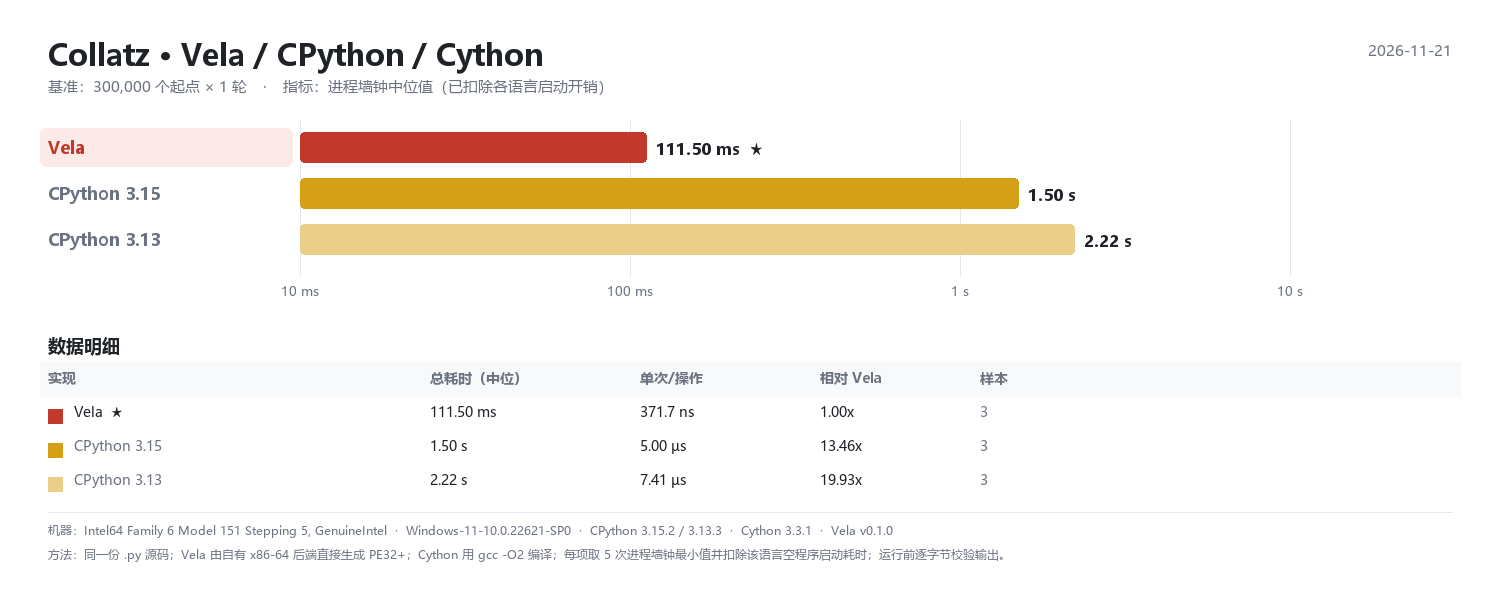 Collatz • Vela / CPython / Cython
2026-11-21
基准：300,000 个起点 × 1 轮 · 指标：进程墙钟中位值（已扣除各语言启动开销）
Vela
111.50 ms ★
CPython 3.15
1.50 s
CPython 3.13
2.22 s
10 ms 100 ms 1 s 10 s
数据明细
实现 总耗时（中位） 单次/操作 相对 Vela 样本
Vela ★ 111.50 ms 371.7 ns 1.00x 3
CPython 3.15 1.50 s 5.00 µs 13.46x 3
CPython 3.13 2.22 s 7.41 µs 19.93x 3
机器：Intel64 Family 6 Model 151 Stepping 5, GenuineIntel · Windows-11-10.0.22621-SP0 · CPython 3.15.2 / 3.13.3 · Cython 3.3.1 · Vela v0.1.0
方法：同一份 .py 源码；Vela 由自有 x86-64 后端直接生成 PE32+；Cython 用 gcc -O2 编译；每项取 5 次进程墙钟最小值并扣除该语言空程序启动耗时；运行前逐字节校验输出。